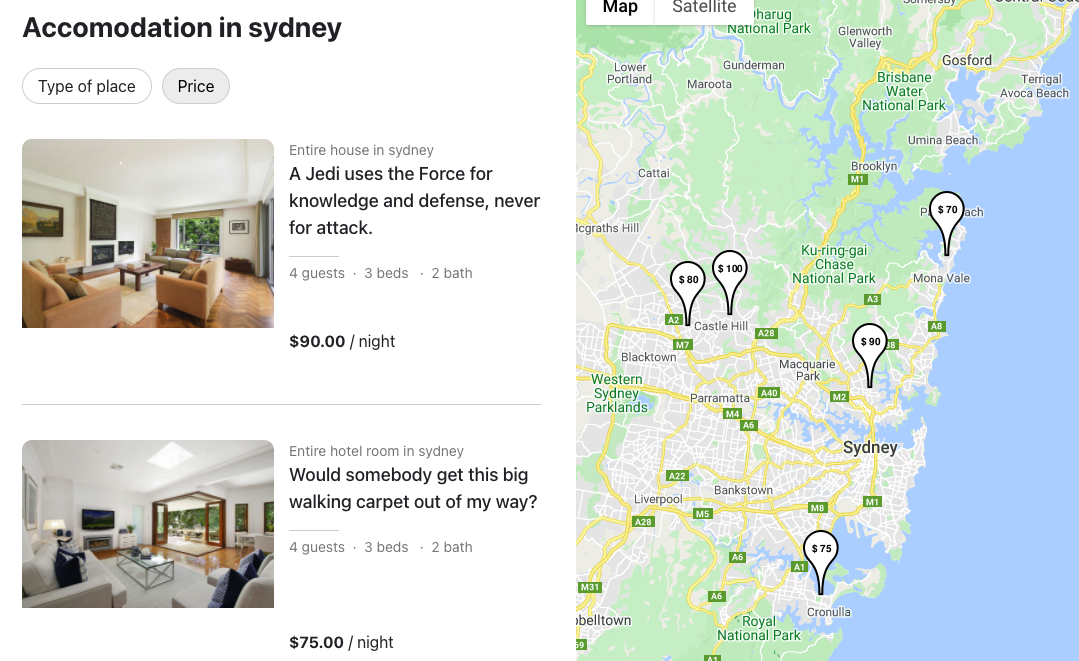 Accomodation in sydney
Type of place
Price
Entire house in sydney
A Jedi uses the Force for
knowledge and defense, never
for attack.
4 guests · 3 beds · 2 bath
$90.00 / night
Entire hotel room in sydney
Would somebody get this big
walking carpet out of my way?
4 guests · 3 beds · 2 bath
$75.00 / night
Map
Satellite
Dharug
National Park
Somersby
Glenworth
Valley
Gosford
Lower
Portland
Gunderman
Maroota
Brisbane
Water
National Park
Terrigal
Avoca Beach
Umina Beach
Brooklyn
M1
Cattai
$ 70
Mcgraths Hill
Ku-ring-gai
Chase
National Park
$ 100
$ 80
Mona Vale
A3
A2
Castle Hill
A28
A8
M7
$ 90
Blacktown
Macquarie
Park
Western
Sydney
Parklands
Parramatta
A40
M2
M4
A6
Sydney
A22
Bankstown
Liverpool
M1
M5
M8
A28
$ 75
A6
A1
M31
A6
Cronulla
Royal
National Park
A1